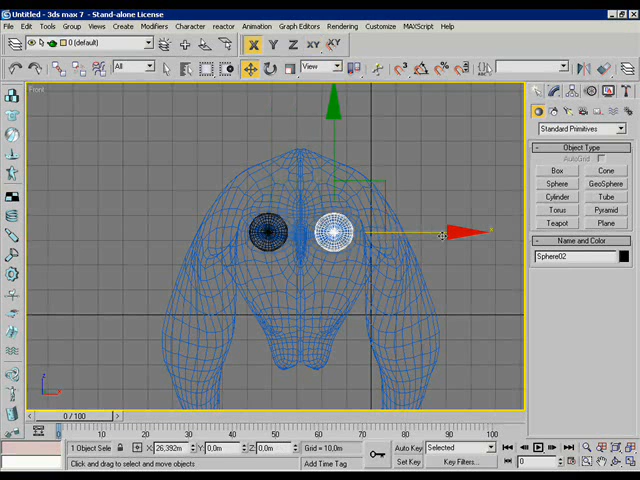 Untitled - 3ds max 7 - Stand-alone License
File Edit Tools Group Views Create Modifiers Character reactor Animation Graph Editors Rendering Customize MAXScript Help
0 (default) X Y Z XY XY
All View
Front
Standard Primitives
Object Type
AutoGrid
Box Cone
Sphere GeoSphere
Cylinder Tube
Torus Pyramid
Teapot Plane
Name and Color
Sphere02
x
z
0 / 100
0 10 20 30 40 50 60 70 80 90 100
1 Object Sele X: 26,392m Y: 0,0m Z: 0,0m Grid = 10,0m Auto Key Selected
Click and drag to select and move objects Add Time Tag Set Key Key Filters... 0